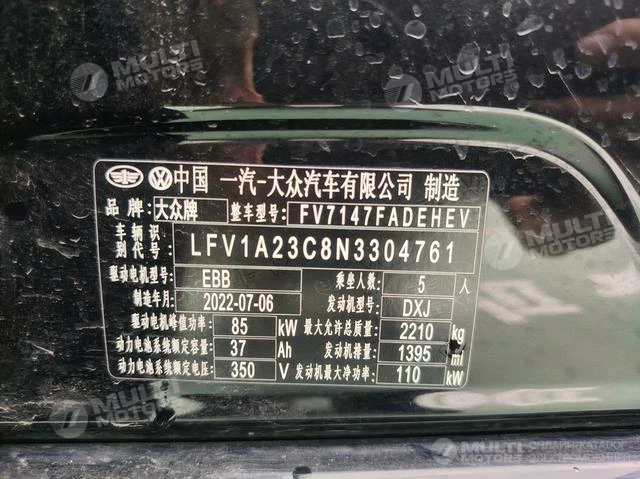 MULTI MOTORS
MULTI MOTORS
中国 一汽-大众汽车有限公司 制造
品牌: 大众牌 整车型号: FV7147FADEHEV
车辆识别代号: LFV1A23C8N3304761
驱动电机型号: EBB 乘坐人数: 5 人
制造年月: 2022-07-06 发动机型号: DXJ
驱动电机峰值功率: 85 kW 最大允许总质量: 2210 kg
动力电池系统额定容量: 37 Ah 发动机排量: 1395 ml
动力电池系统额定电压: 350 V 发动机最大净功率: 110 kW
MULTI MOTORS
MULTI MOTORS ОНЛАЙН-КАТАЛОГ ЭЛЕКТРОМОБИЛЕЙ